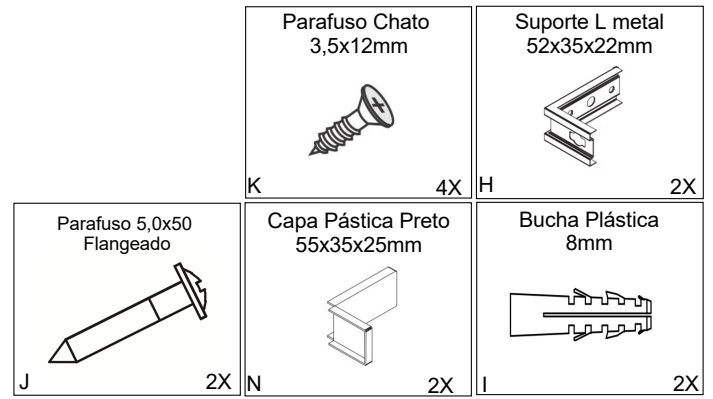 Parafuso Chato
3,5x12mm
K
4X
Suporte L metal
52x35x22mm
H
2X
Parafuso 5,0x50
Flangeado
J
2X
Capa Pástica Preto
55x35x25mm
N
2X
Bucha Plástica
8mm
I
2X